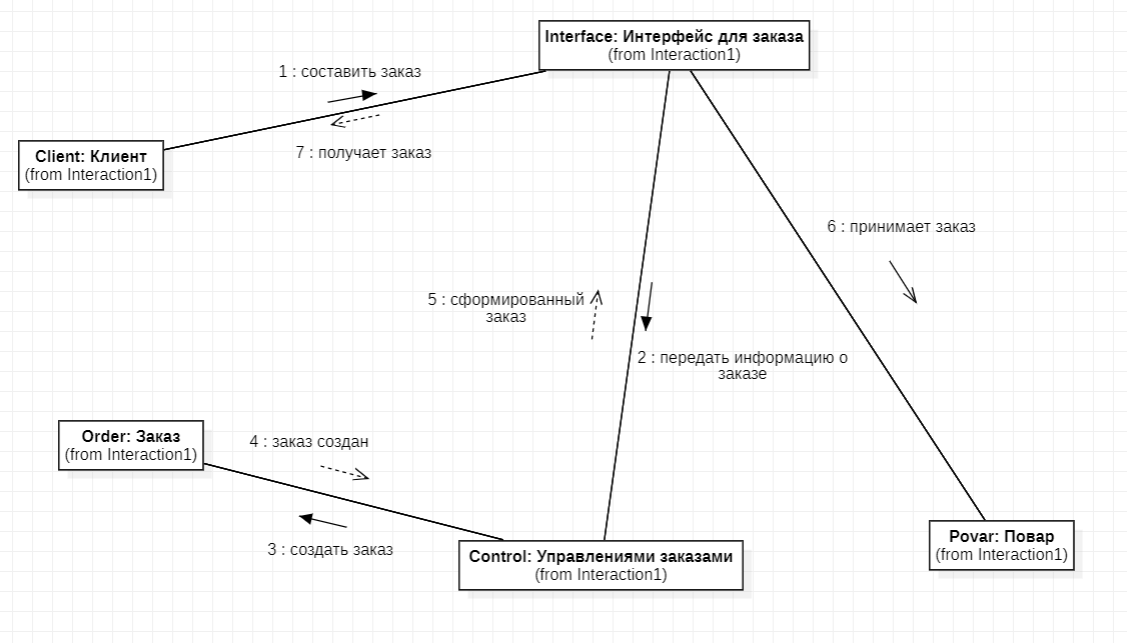 Interface: Интерфейс для заказа
(from Interaction1)
1 : составить заказ
7 : получает заказ
Client: Клиент
(from Interaction1)
6 : принимает заказ
5 : сформированный
заказ
2 : передать информацию о
заказе
Order: Заказ
(from Interaction1)
4 : заказ создан
3 : создать заказ
Control: Управлениями заказами
(from Interaction1)
Povar: Повар
(from Interaction1)